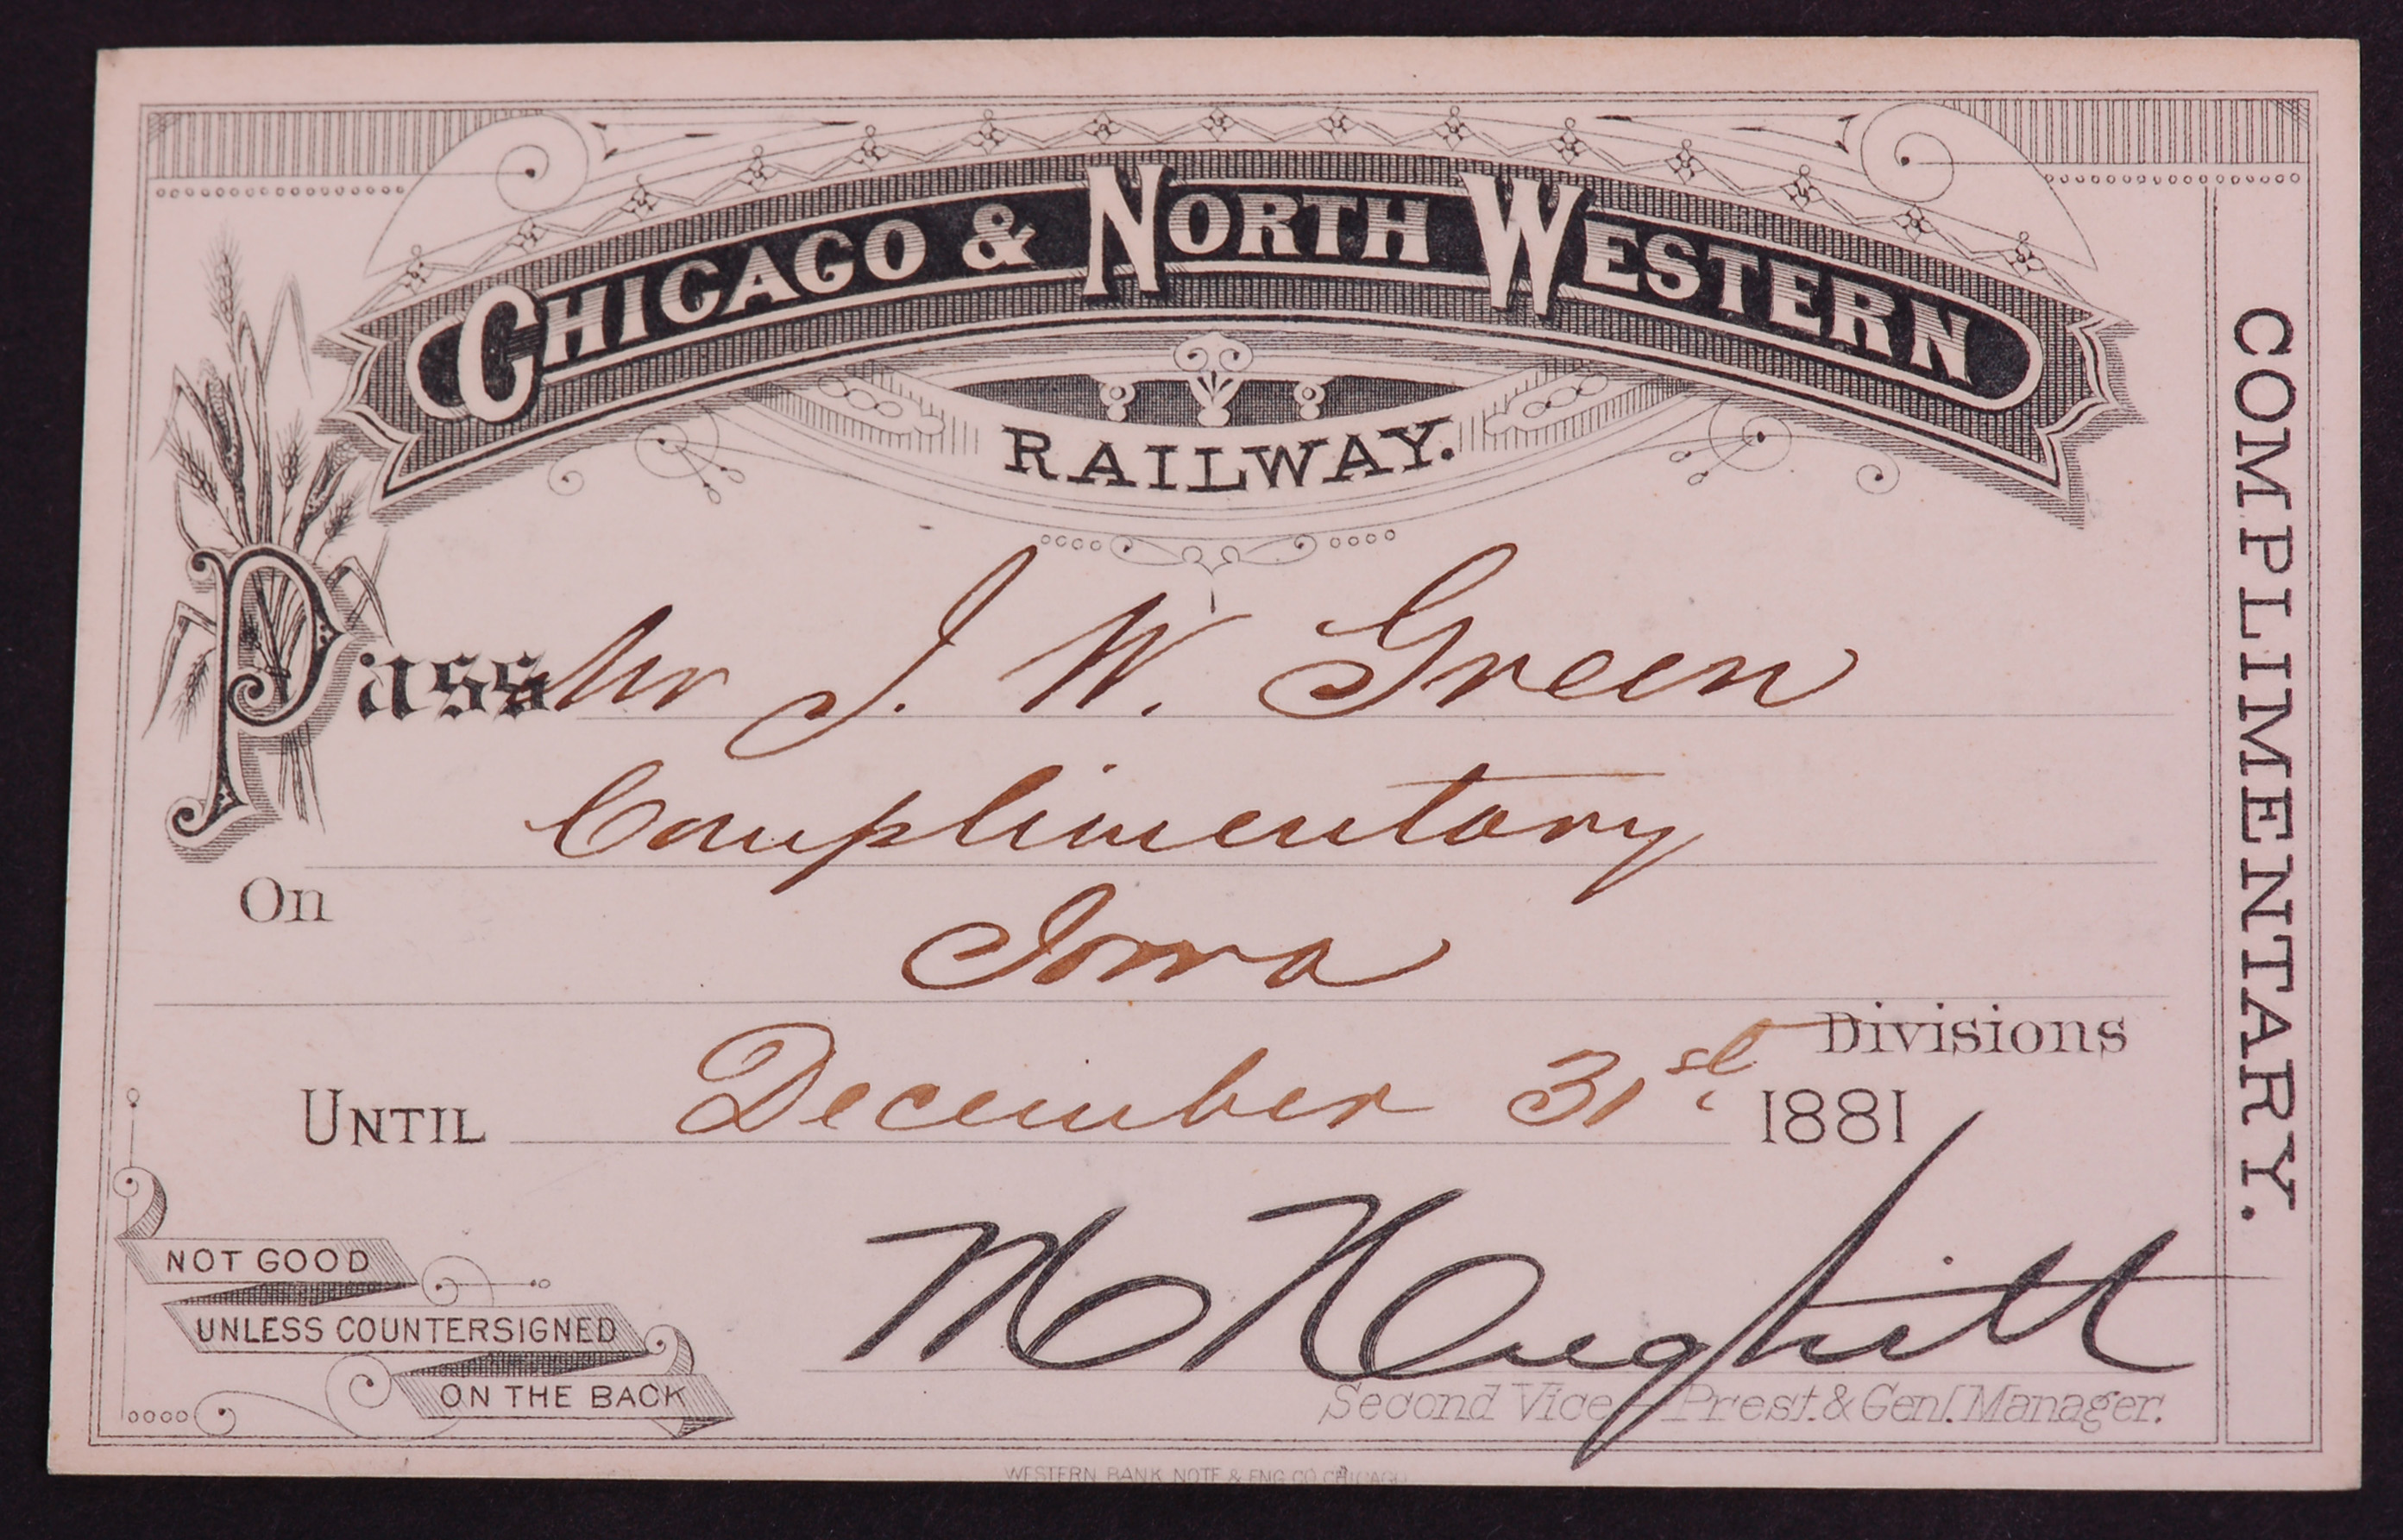 CHICAGO & NORTH WESTERN
RAILWAY.
Pass Mr J. W. Green
Complimentary
On
Iowa
Divisions
UNTIL December 31st 1881
M Hughitt
Second Vice-Prest. & Genl. Manager.
NOT GOOD
UNLESS COUNTERSIGNED
ON THE BACK
COMPLIMENTARY.
WESTERN BANK NOTE & ENG. CO. CHICAGO